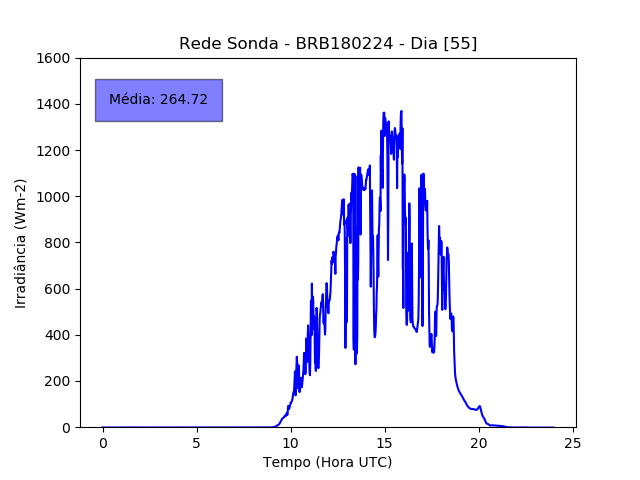 Rede Sonda - BRB180224 - Dia [55]
1600
1400
1200
1000
800
600
400
200
0
Irradiância (Wm-2)
Média: 264.72
0 5 10 15 20 25
Tempo (Hora UTC)